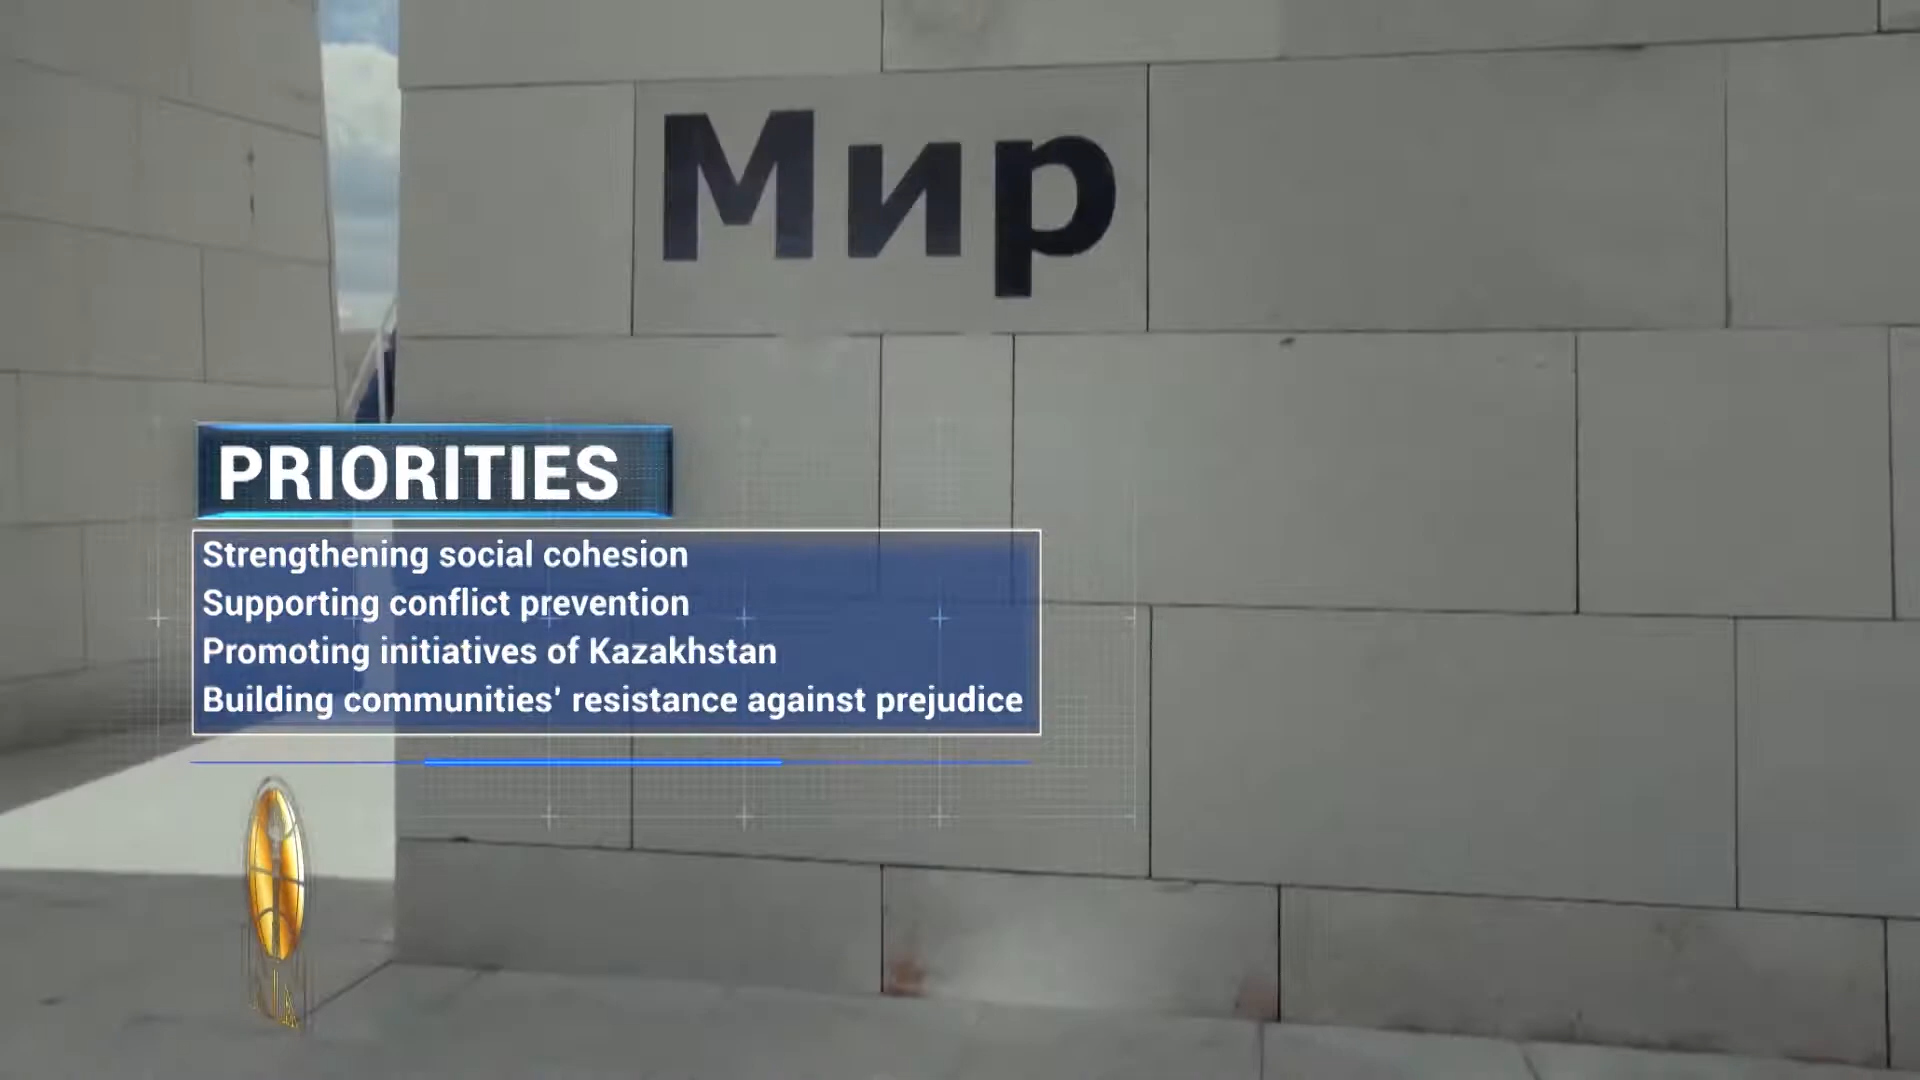 Мир
PRIORITIES
Strengthening social cohesion
Supporting conflict prevention
Promoting initiatives of Kazakhstan
Building communities' resistance against prejudice